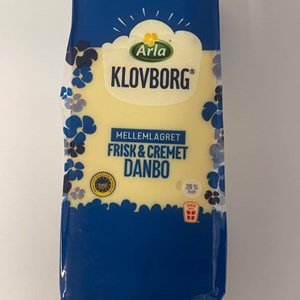 Arla
KLOVBORG®
MELLEMLAGRET
FRISK & CREMET
DANBO
26%